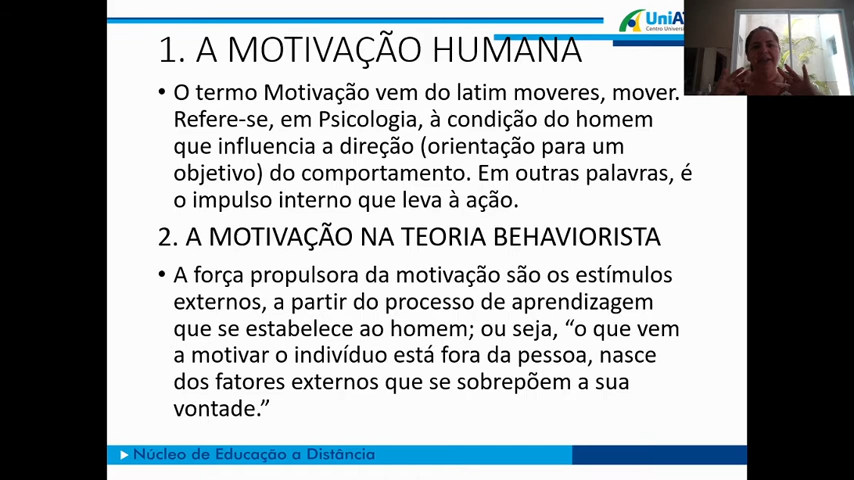 UniA
Centro Univers
1. A MOTIVAÇÃO HUMANA
• O termo Motivação vem do latim moveres, mover.
Refere-se, em Psicologia, à condição do homem
que influencia a direção (orientação para um
objetivo) do comportamento. Em outras palavras, é
o impulso interno que leva à ação.
2. A MOTIVAÇÃO NA TEORIA BEHAVIORISTA
• A força propulsora da motivação são os estímulos
externos, a partir do processo de aprendizagem
que se estabelece ao homem; ou seja, “o que vem
a motivar o indivíduo está fora da pessoa, nasce
dos fatores externos que se sobrepõem a sua
vontade.”
Núcleo de Educação a Distância